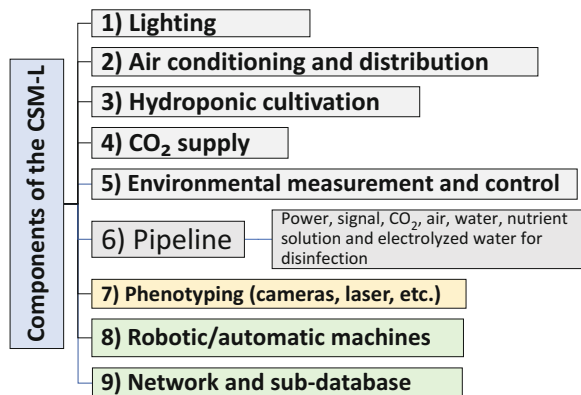 Components of the CSM-L
1) Lighting
2) Air conditioning and distribution
3) Hydroponic cultivation
4) CO₂ supply
5) Environmental measurement and control
6) Pipeline
Power, signal, CO₂, air, water, nutrient
solution and electrolyzed water for
disinfection
7) Phenotyping (cameras, laser, etc.)
8) Robotic/automatic machines
9) Network and sub-database